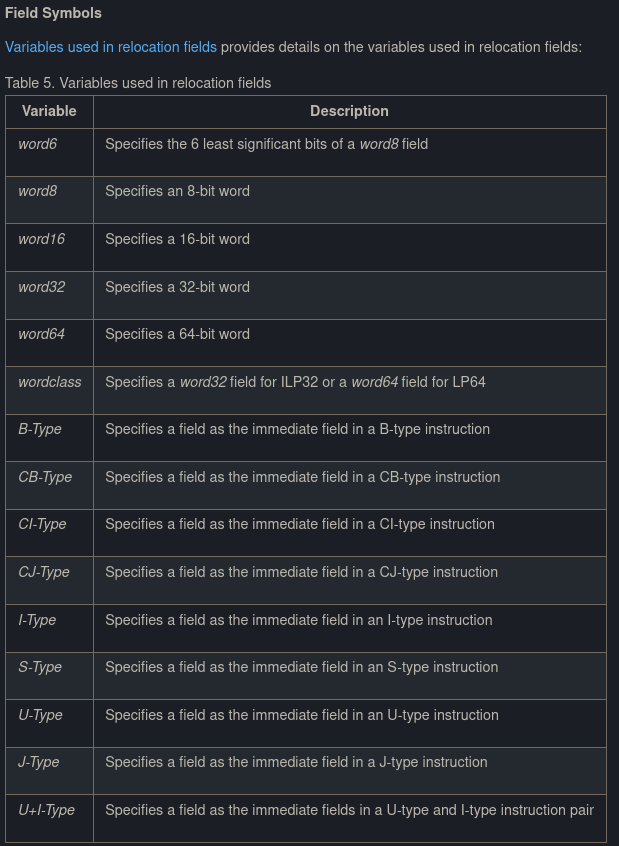 Field Symbols
Variables used in relocation fields provides details on the variables used in relocation fields:
Table 5. Variables used in relocation fields
Variable Description
word6 Specifies the 6 least significant bits of a word8 field
word8 Specifies an 8-bit word
word16 Specifies a 16-bit word
word32 Specifies a 32-bit word
word64 Specifies a 64-bit word
wordclass Specifies a word32 field for ILP32 or a word64 field for LP64
B-Type Specifies a field as the immediate field in a B-type instruction
CB-Type Specifies a field as the immediate field in a CB-type instruction
CI-Type Specifies a field as the immediate field in a CI-type instruction
CJ-Type Specifies a field as the immediate field in a CJ-type instruction
I-Type Specifies a field as the immediate field in an I-type instruction
S-Type Specifies a field as the immediate field in an S-type instruction
U-Type Specifies a field as the immediate field in an U-type instruction
J-Type Specifies a field as the immediate field in a J-type instruction
U+I-Type Specifies a field as the immediate fields in a U-type and I-type instruction pair